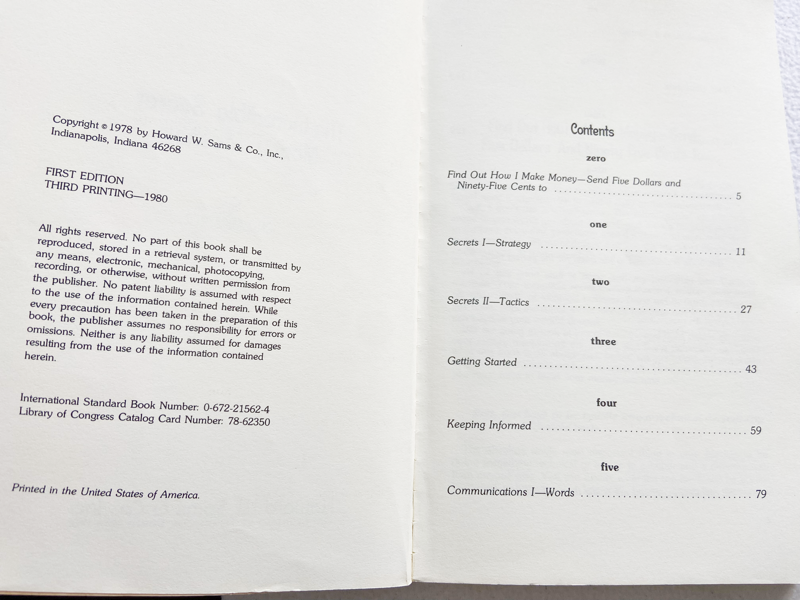 Copyright © 1978 by Howard W. Sams & Co., Inc.,
Indianapolis, Indiana 46268
FIRST EDITION
THIRD PRINTING—1980
All rights reserved. No part of this book shall be
reproduced, stored in a retrieval system, or transmitted by
any means, electronic, mechanical, photocopying,
recording, or otherwise, without written permission from
the publisher. No patent liability is assumed with respect
to the use of the information contained herein. While
every precaution has been taken in the preparation of this
book, the publisher assumes no responsibility for errors or
omissions. Neither is any liability assumed for damages
resulting from the use of the information contained
herein.
International Standard Book Number: 0-672-21562-4
Library of Congress Catalog Card Number: 78-62350
Printed in the United States of America.
Contents
zero
Find Out How I Make Money—Send Five Dollars and
Ninety-Five Cents to 5
one
Secrets I—Strategy 11
two
Secrets II—Tactics 27
three
Getting Started 43
four
Keeping Informed 59
five
Communications I—Words 79